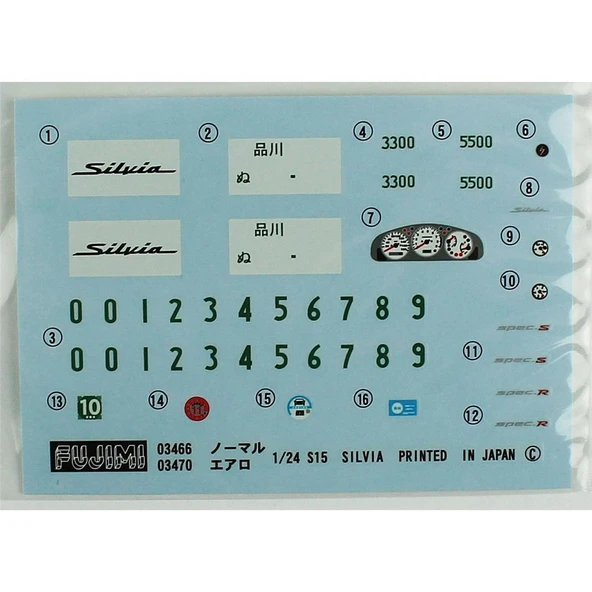 ① ② ④ 3300 ⑤ 5500 ⑥
Silvia 品川
ぬ -
3300 5500 ⑧
Silvia
⑦ ⑨
Silvia 品川
ぬ -
⑩
0 0 1 2 3 4 5 6 7 8 9
spec.S
③
0 0 1 2 3 4 5 6 7 8 9 ⑪ spec.S
spec.R
⑬ 10 ⑭ ⑮ ⑯
⑫ spec.R
FUJIMI 03466 ノーマル
03470 エアロ 1/24 S15 SILVIA PRINTED IN JAPAN Ⓒ